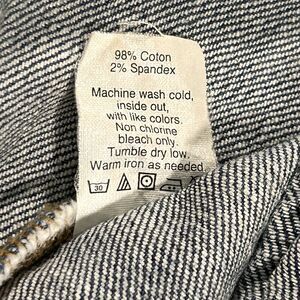 98% Coton
2% Spandex
Machine wash cold,
inside out,
with like colors.
Non chlorine
bleach only.
Tumble dry low.
Warm iron as needed
30